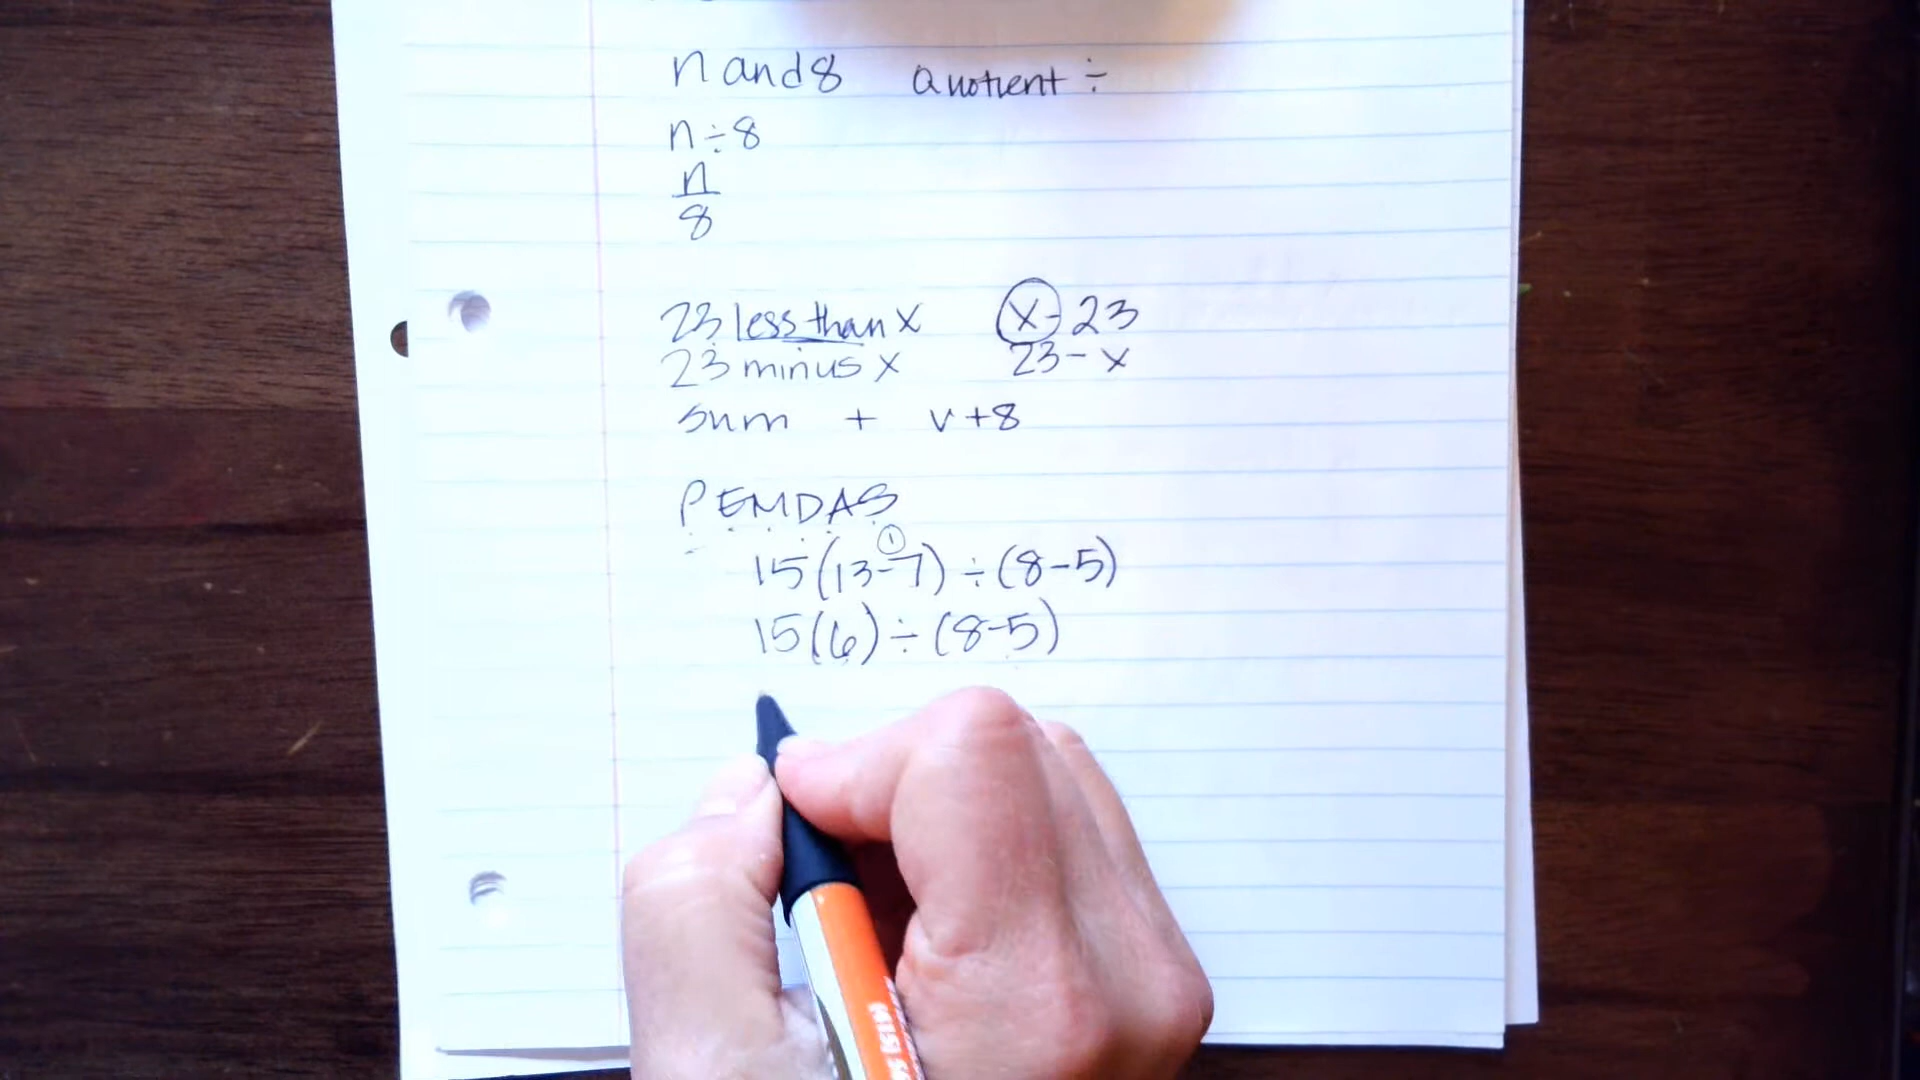 n and 8 Quotient ÷
n ÷ 8
n
8
23 less than x x - 23
23 minus x 23 - x
sum + v + 8
PEMDAS
1
15(13-7) ÷ (8-5)
15(6) ÷ (8-5)